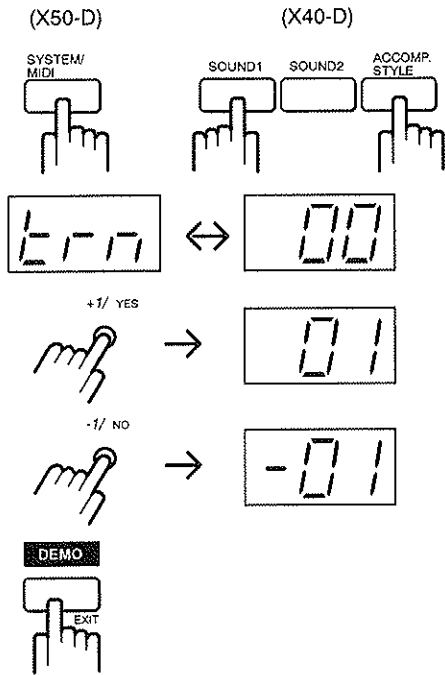 (X50-D) (X40-D)
SYSTEM/
MIDI
SOUND1 SOUND2 ACCOMP.
STYLE
trn 00
+1/ YES
01
-1/ NO
-01
DEMO
EXIT